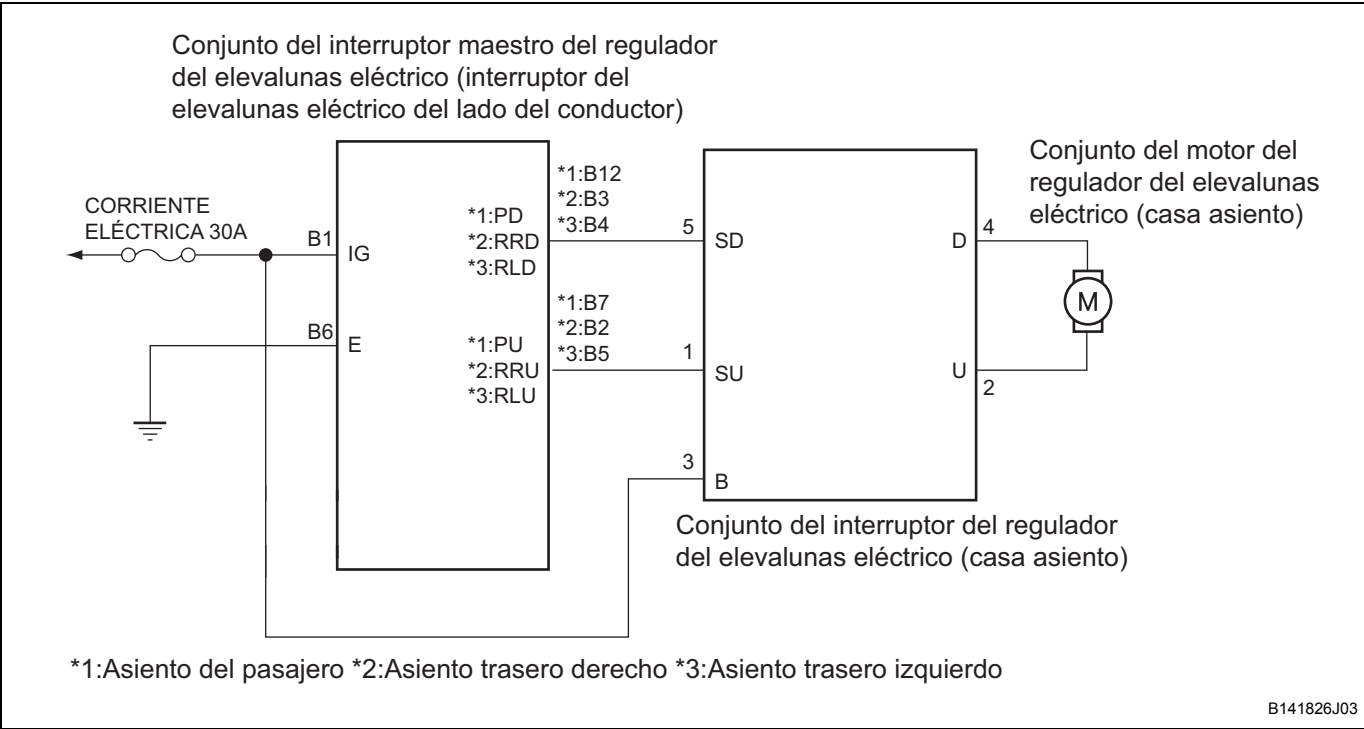 Conjunto del interruptor maestro del regulador
del elevalunas eléctrico (interruptor del
elevalunas eléctrico del lado del conductor)
Conjunto del motor del
regulador del elevalunas
eléctrico (casa asiento)
CORRIENTE
ELÉCTRICA 30A
B1
IG
B6
E
*1:PD
*2:RRD
*3:RLD
*1:B12
*2:B3
*3:B4
*1:PU
*2:RRU
*3:RLU
*1:B7
*2:B2
*3:B5
5
SD
1
SU
3
B
D
4
U
2
M
Conjunto del interruptor del regulador
del elevalunas eléctrico (casa asiento)
*1:Asiento del pasajero *2:Asiento trasero derecho *3:Asiento trasero izquierdo
B141826J03